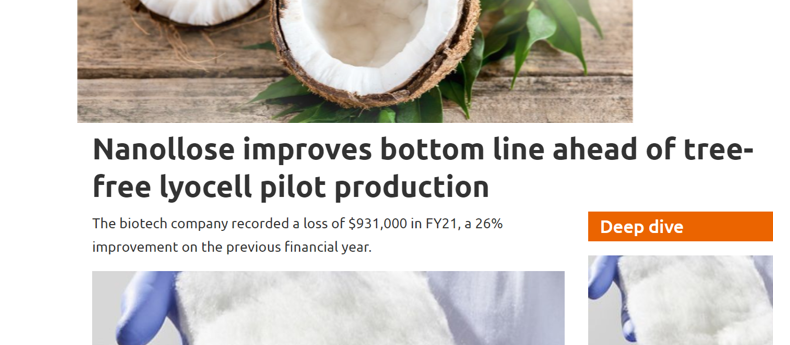 Nanollose improves bottom line ahead of tree-
free lyocell pilot production
The biotech company recorded a loss of $931,000 in FY21, a 26%
improvement on the previous financial year.
Deep dive